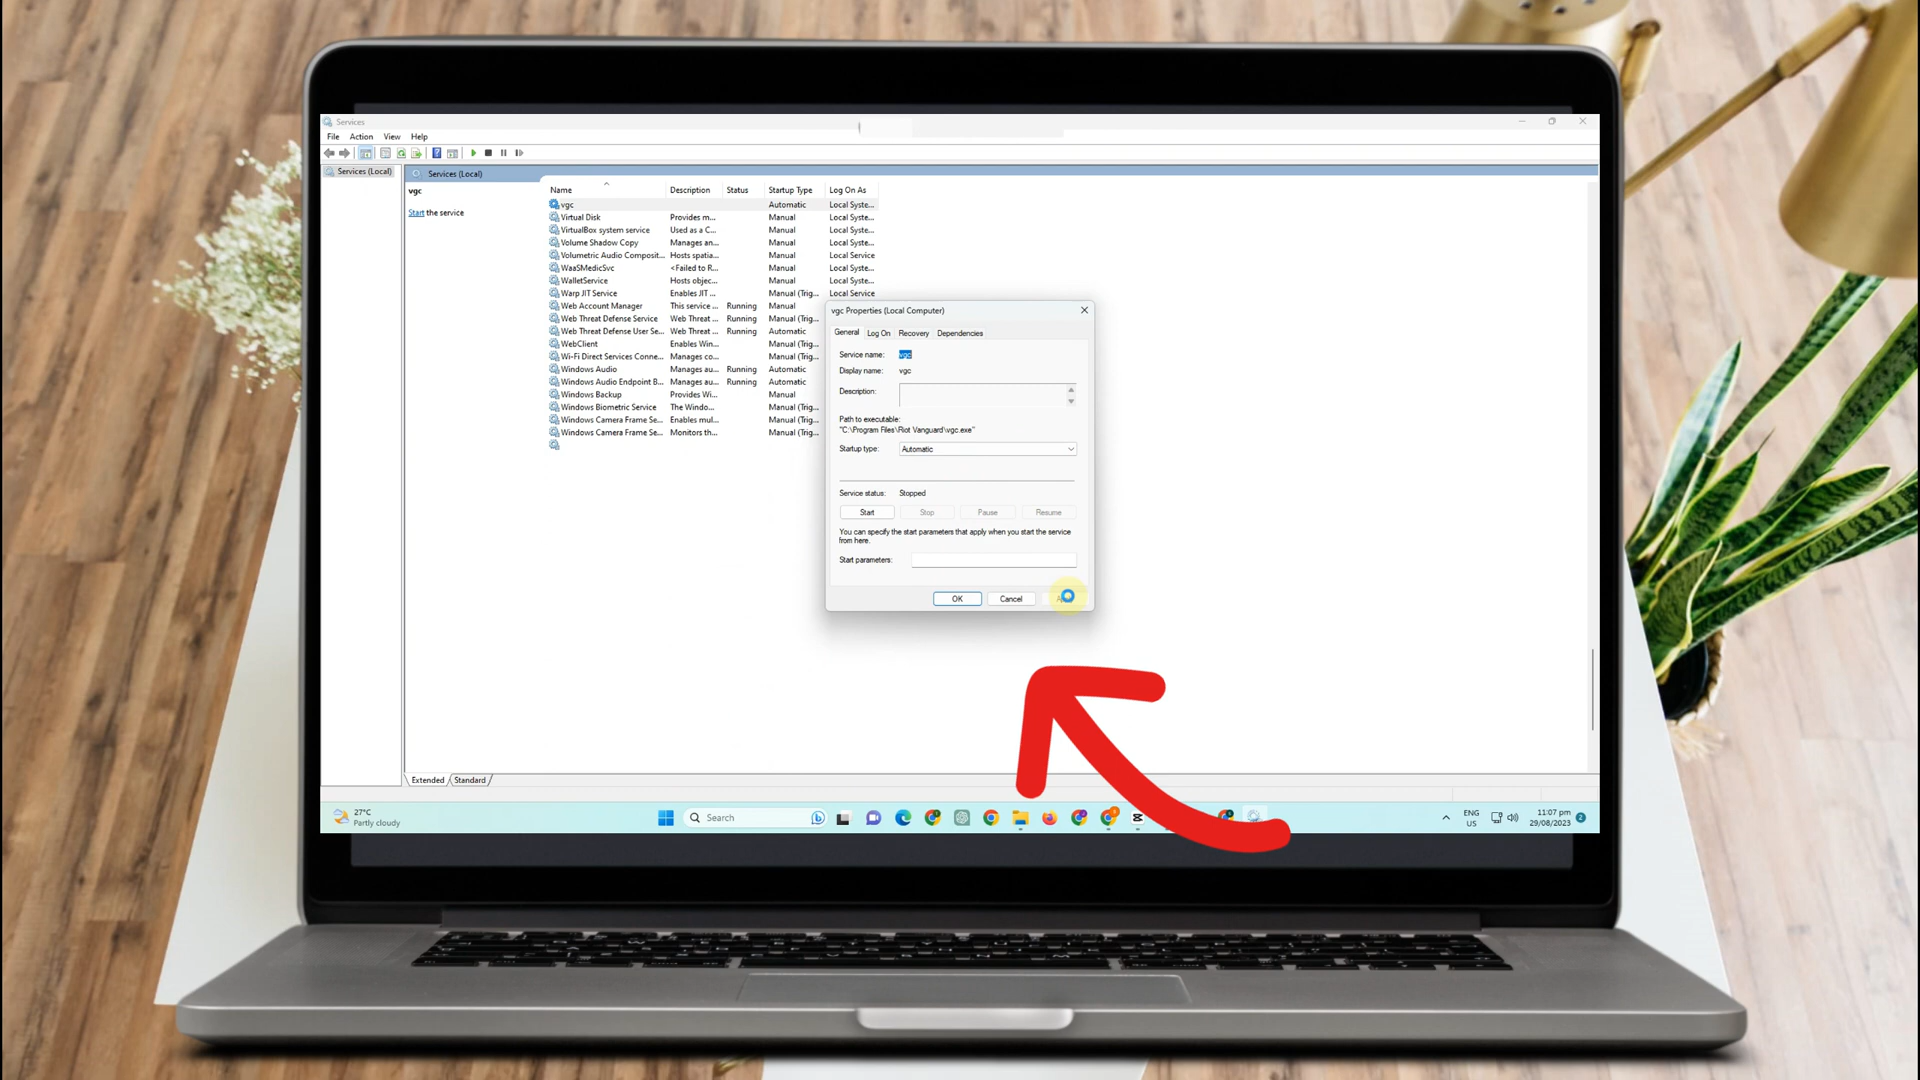 Services
File Action View Help
Services (Local)
Services (Local)
vgc
Start the service
Name Description Status Startup Type Log On As
vgc Automatic Local Syste...
Virtual Disk Provides m... Manual Local Syste...
VirtualBox system service Used as a C... Manual Local Syste...
Volume Shadow Copy Manages an... Manual Local Syste...
Volumetric Audio Composit... Hosts spatia... Manual Local Service
WaaSMedicSvc <Failed to R... Manual Local Syste...
WalletService Hosts objec... Manual Local Syste...
Warp JIT Service Enables JIT ... Manual (Trig... Local Service
Web Account Manager This service ... Running Manual
Web Threat Defense Service Web Threat ... Running Manual (Trig...
Web Threat Defense User Se... Web Threat ... Running Automatic
WebClient Enables Win... Manual (Trig...
Wi-Fi Direct Services Conne... Manages co... Manual (Trig...
Windows Audio Manages au... Running Automatic
Windows Audio Endpoint B... Manages au... Running Automatic
Windows Backup Provides Wi... Manual
Windows Biometric Service The Windo... Manual (Trig...
Windows Camera Frame Se... Enables mul... Manual (Trig...
Windows Camera Frame Se... Monitors th... Manual (Trig...
vgc Properties (Local Computer)
General Log On Recovery Dependencies
Service name: vgc
Display name: vgc
Description:
Path to executable:
"C:\Program Files\Riot Vanguard\vgc.exe"
Startup type: Automatic
Service status: Stopped
Start Stop Pause Resume
You can specify the start parameters that apply when you start the service
from here.
Start parameters:
OK Cancel
Extended Standard
27°C
Partly cloudy
Search
ENG
US
11:07 pm
29/08/2023
2